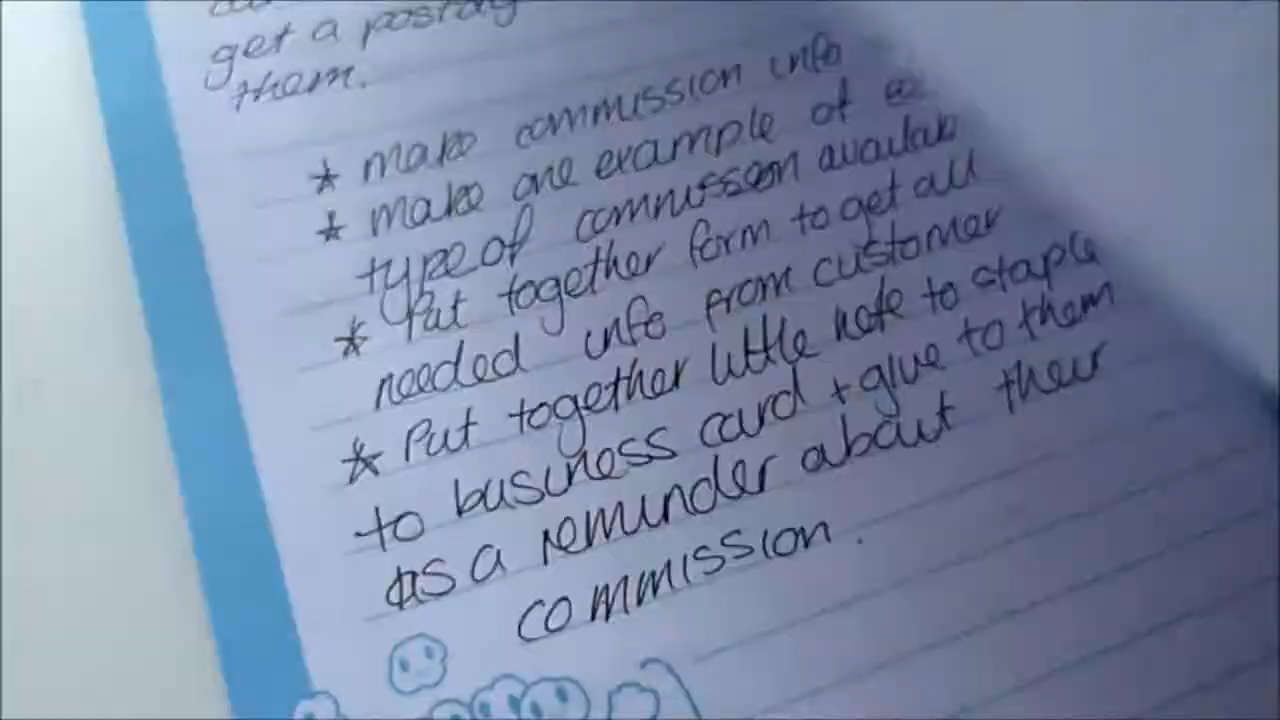 get a postag
them.
* make commission info
* make one example of
type of commission availab
* Put together form to get all
needed info from customer
* Put together little note to staple
to business card + give to them
as a reminder about their
commission.